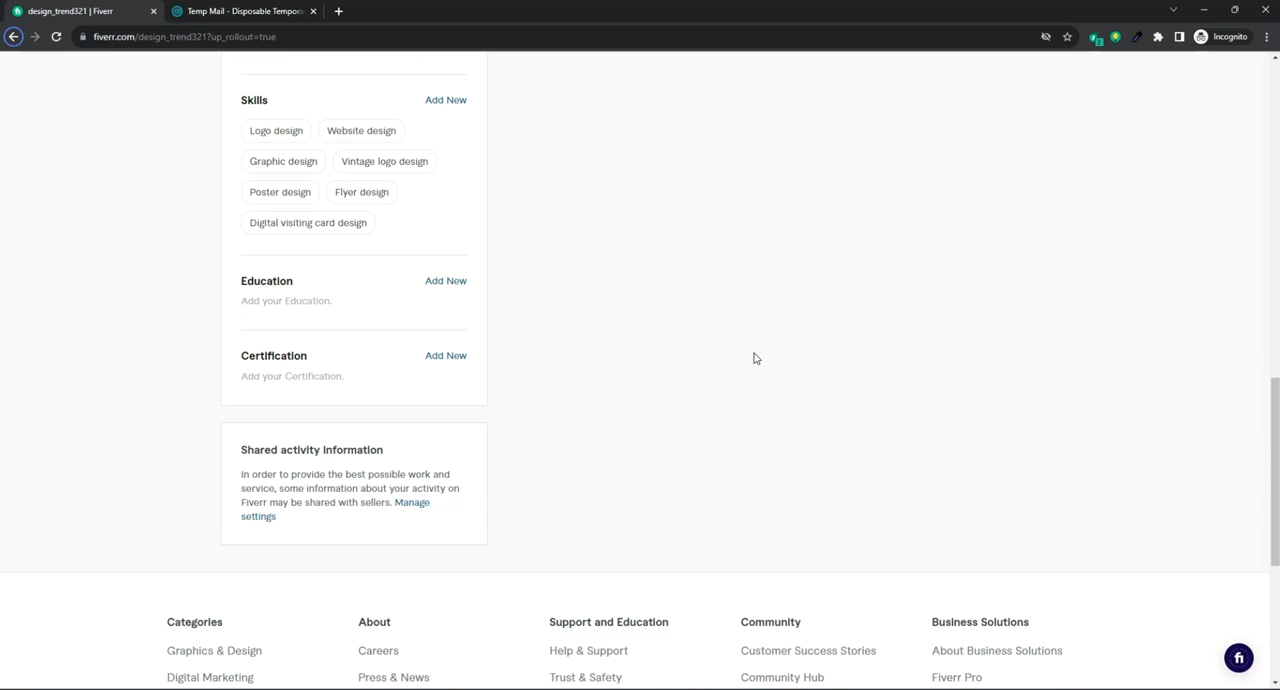 design_trend321 | Fiverr
Temp Mail - Disposable Tempor
fiverr.com/design_trend321?up_rollout=true
2
Incognito
Skills
Add New
Logo design
Website design
Graphic design
Vintage logo design
Poster design
Flyer design
Digital visiting card design
Education
Add New
Add your Education.
Certification
Add New
Add your Certification.
Shared activity information
In order to provide the best possible work and
service, some information about your activity on
Fiverr may be shared with sellers. Manage
settings
Categories
About
Support and Education
Community
Business Solutions
Graphics & Design
Careers
Help & Support
Customer Success Stories
About Business Solutions
Digital Marketing
Press & News
Trust & Safety
Community Hub
Fiverr Pro
fi